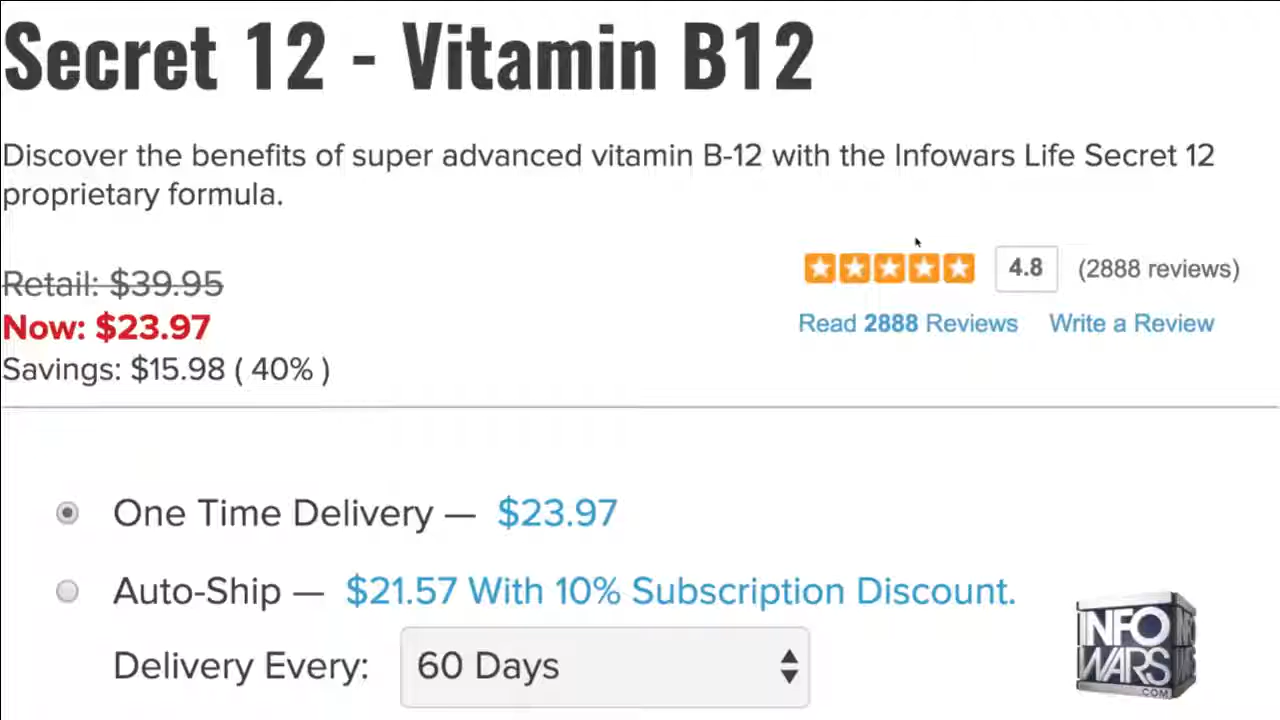 Secret 12 - Vitamin B12
Discover the benefits of super advanced vitamin B-12 with the Infowars Life Secret 12
proprietary formula.
Retail: $39.95
Now: $23.97
Savings: $15.98 ( 40% )
4.8 (2888 reviews)
Read 2888 Reviews Write a Review
One Time Delivery — $23.97
Auto-Ship — $21.57 With 10% Subscription Discount.
Delivery Every: 60 Days
INFO
WARS
.COM